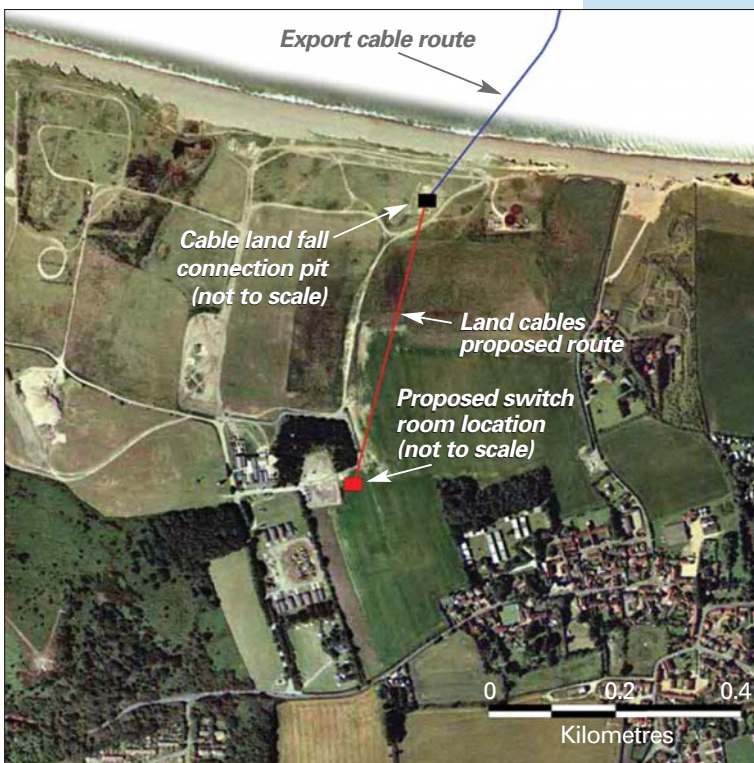 Export cable route
Cable land fall
connection pit
(not to scale)
Land cables
proposed route
Proposed switch
room location
(not to scale)
0 0.2 0.4
Kilometres